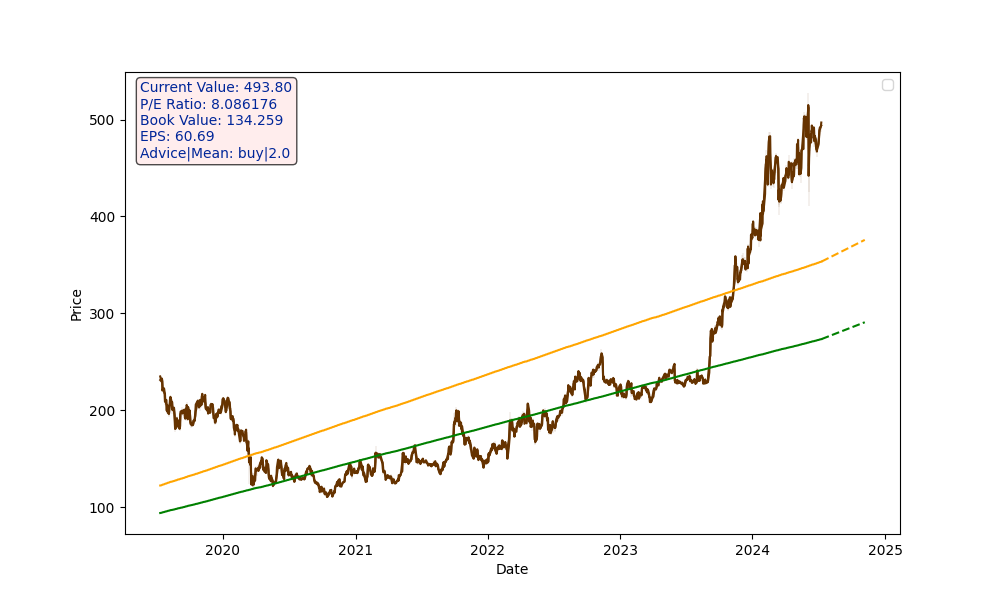 Current Value: 493.80
P/E Ratio: 8.086176
Book Value: 134.259
EPS: 60.69
Advice|Mean: buy|2.0
500
400
300
200
100
Price
2020 2021 2022 2023 2024 2025
Date